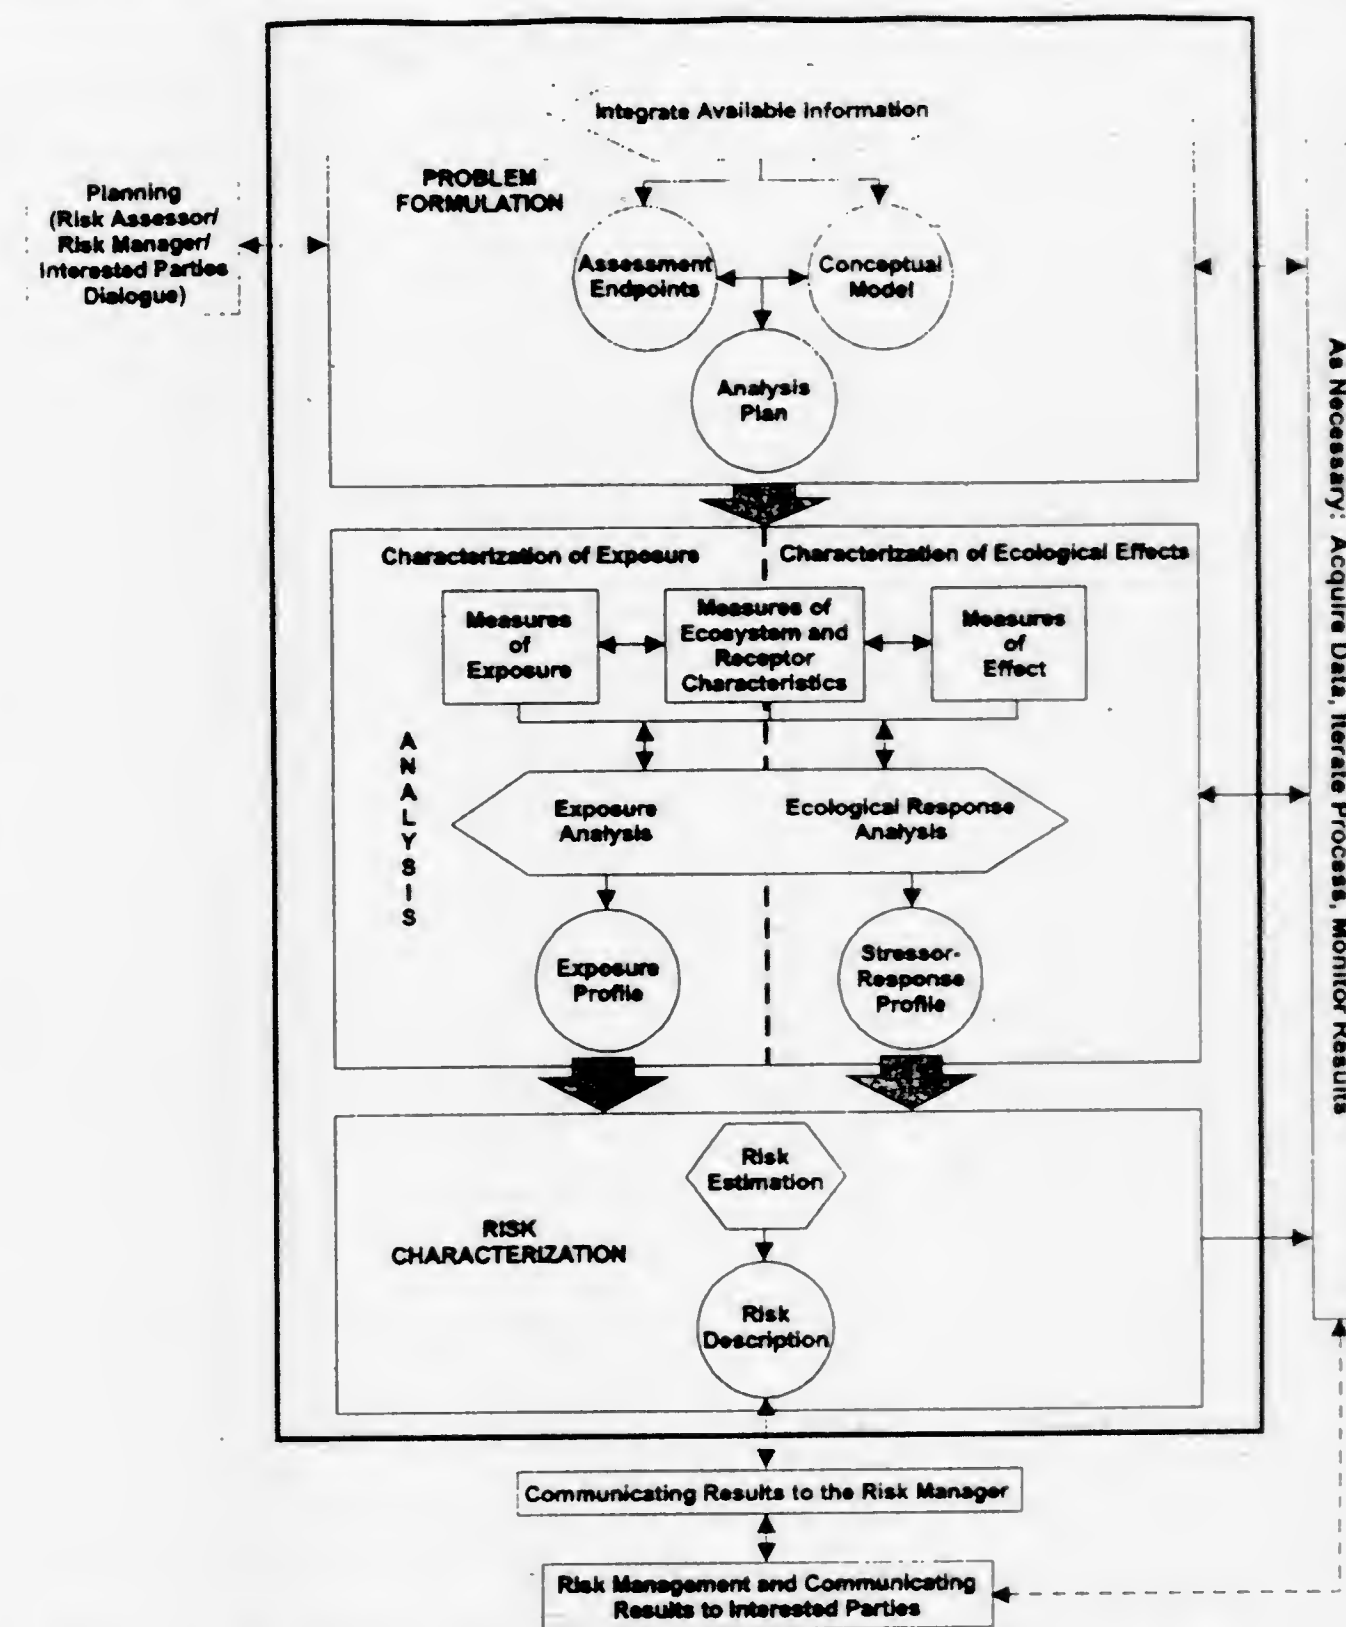 Integrate Available Information
PROBLEM
FORMULATION
Planning
(Risk Assessor/
Risk Manager/
Interested Parties
Dialogue)
Assessment
Endpoints
Conceptual
Model
Analysis
Plan
As Necessary: Acquire Data, Iterate Process, Monitor Results
Characterization of Exposure
Characterization of Ecological Effects
Measures
of
Exposure
Measures of
Ecosystem and
Receptor
Characteristics
Measures
of
Effect
ANALYSIS
Exposure
Analysis
Ecological Response
Analysis
Exposure
Profile
Stressor-
Response
Profile
Risk
Estimation
RISK
CHARACTERIZATION
Risk
Description
Communicating Results to the Risk Manager
Risk Management and Communicating
Results to Interested Parties